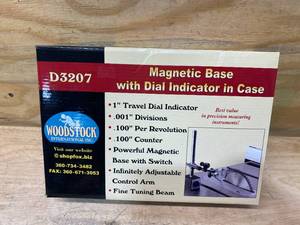 D3207
Magnetic Base
with Dial Indicator in Case
• 1" Travel Dial Indicator
• .001" Divisions
• .100" Per Revolution
• .100" Counter
• Powerful Magnetic
Base with Switch
• Infinitely Adjustable
Control Arm
• Fine Tuning Beam
Best value
in precision measuring
instruments!
WOODSTOCK
INTERNATIONAL INC.
Visit our website
shopfox.biz
360-734-3482
FAX: 360-671-3053